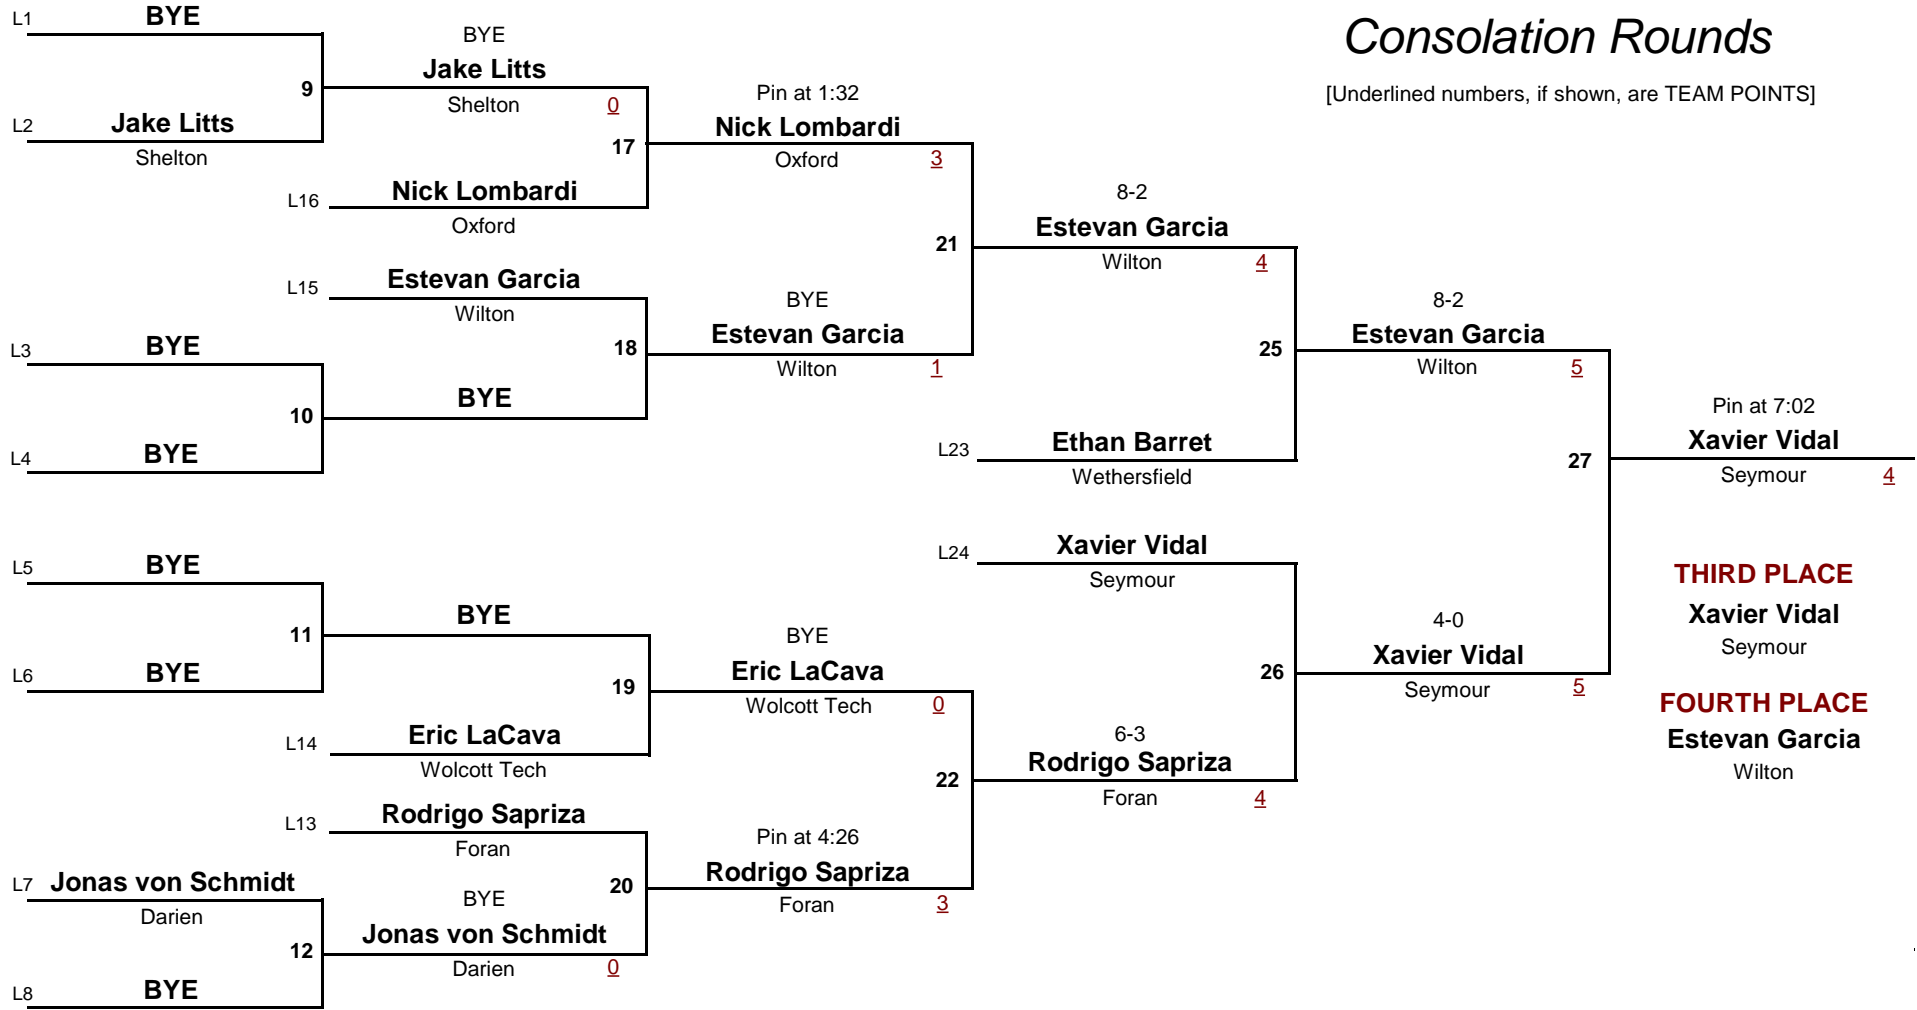 Consolation Rounds
[Underlined numbers, if shown, are TEAM POINTS]
L1
BYE
9
L2
Jake Litts
Shelton
BYE
Jake Litts
Shelton
0
17
L16
Nick Lombardi
Oxford
Pin at 1:32
Nick Lombardi
Oxford
3
21
L15
Estevan Garcia
Wilton
18
L3
BYE
10
L4
BYE
BYE
BYE
Estevan Garcia
Wilton
1
8-2
Estevan Garcia
Wilton
4
25
L23
Ethan Barret
Wethersfield
8-2
Estevan Garcia
Wilton
5
27
Pin at 7:02
Xavier Vidal
Seymour
4
L5
BYE
11
L6
BYE
BYE
19
L14
Eric LaCava
Wolcott Tech
BYE
Eric LaCava
Wolcott Tech
0
22
L13
Rodrigo Sapriza
Foran
20
L7
Jonas von Schmidt
Darien
12
L8
BYE
BYE
Jonas von Schmidt
Darien
0
Pin at 4:26
Rodrigo Sapriza
Foran
3
L24
Xavier Vidal
Seymour
26
6-3
Rodrigo Sapriza
Foran
4
4-0
Xavier Vidal
Seymour
5
THIRD PLACE
Xavier Vidal
Seymour
FOURTH PLACE
Estevan Garcia
Wilton